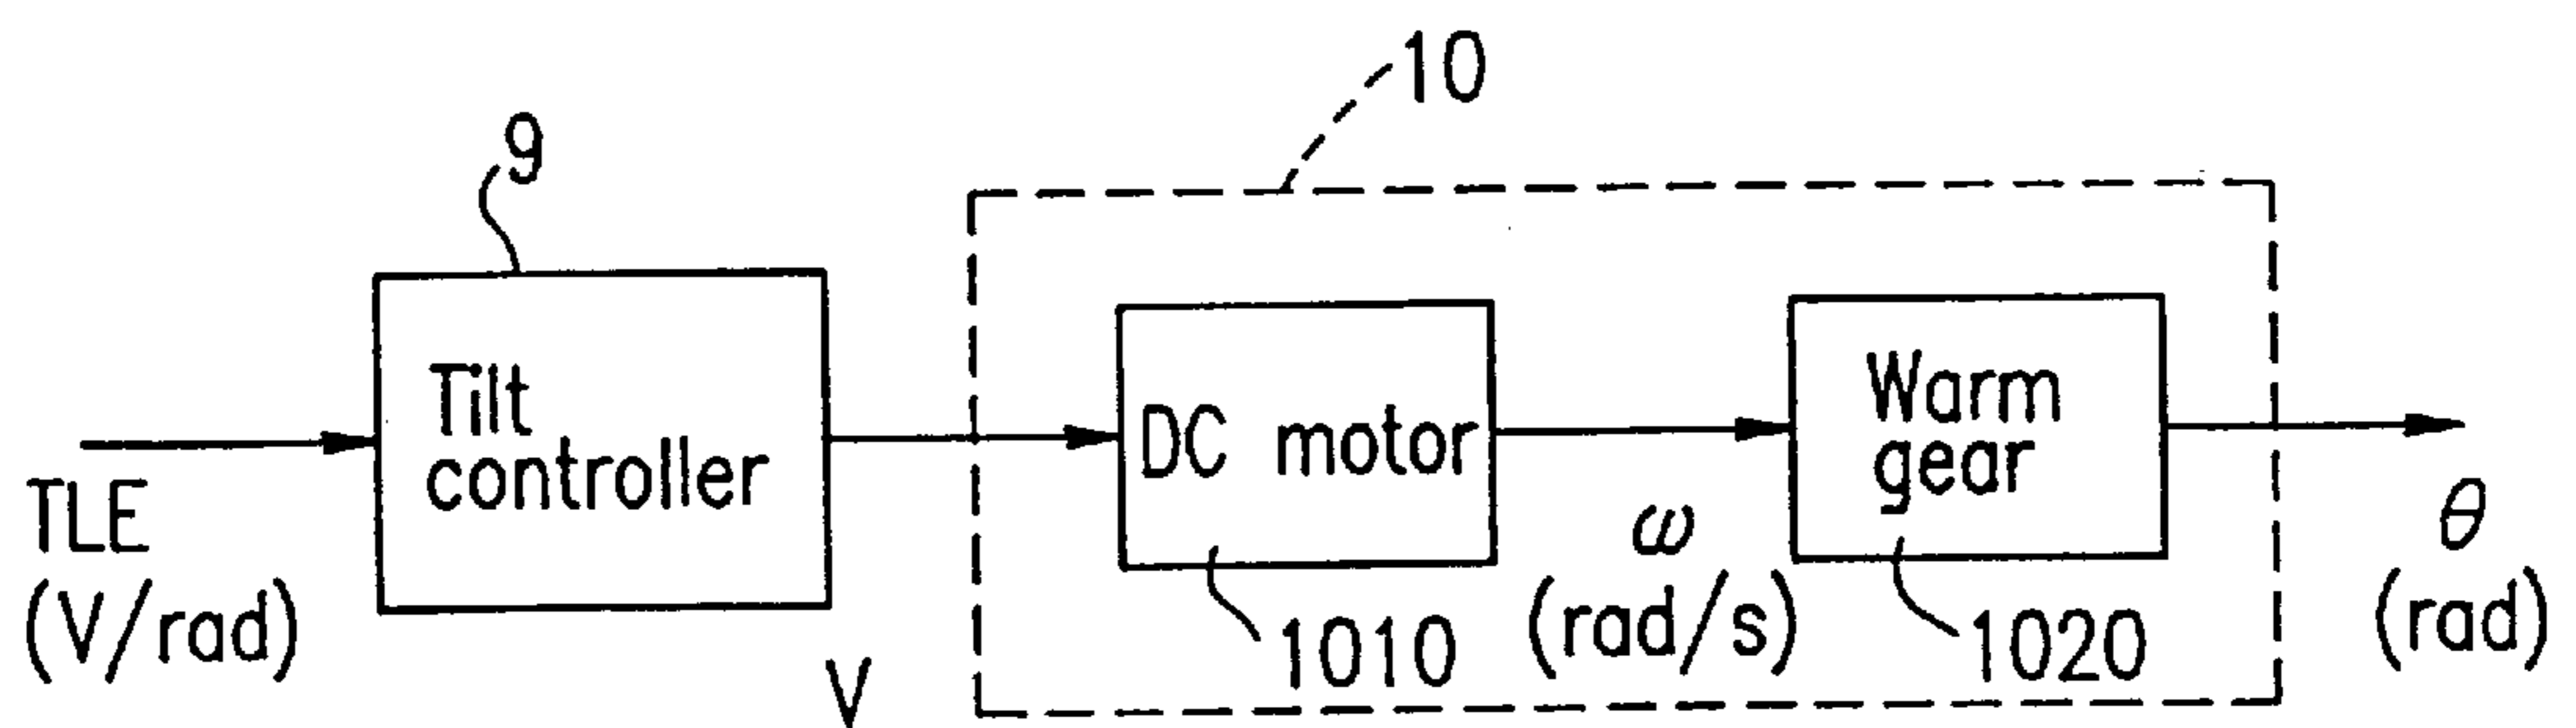 10
9
Tilt
controller
DC motor
Warm
gear
TLE
(V/rad)
V
1010
ω
(rad/s)
1020
θ
(rad)